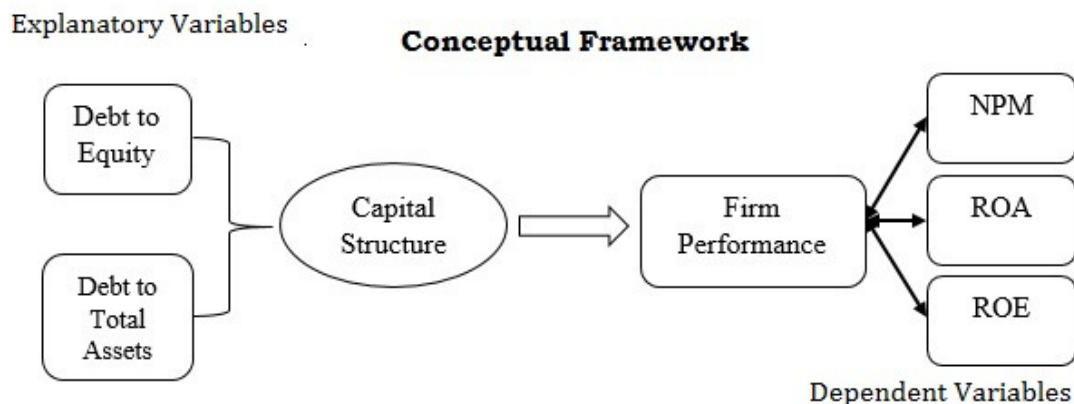 Explanatory Variables
Conceptual Framework
Debt to
Equity
Debt to
Total
Assets
Capital
Structure
Firm
Performance
NPM
ROA
ROE
Dependent Variables